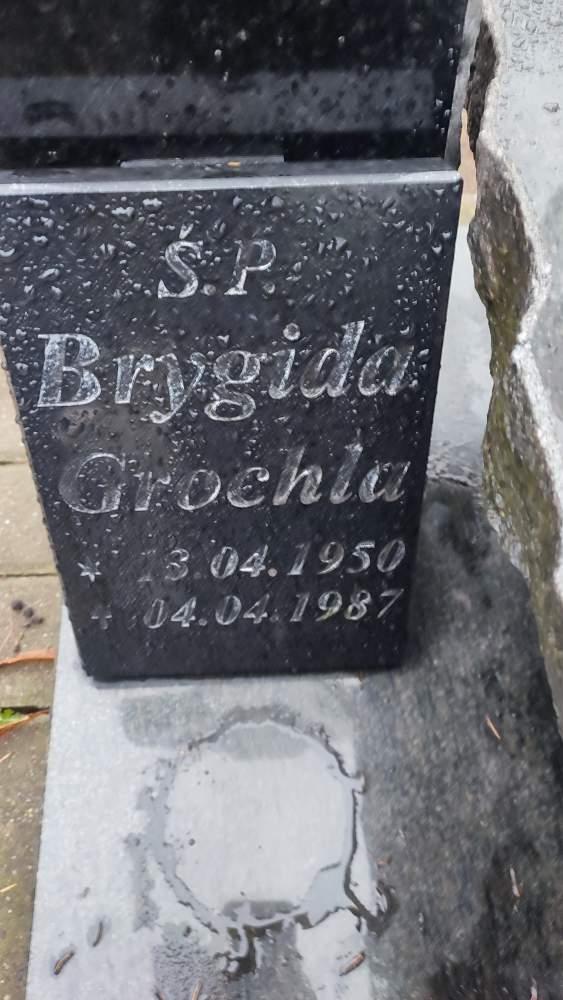 Ś.P.
Brygida
Grochla
* 13.04.1950
+ 04.04.1987